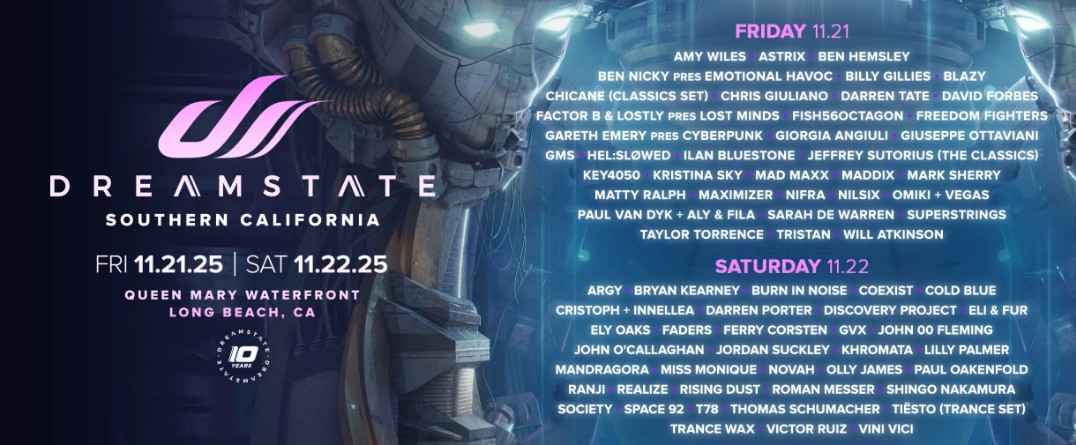 DREAMSTATE
SOUTHERN CALIFORNIA
FRI 11.21.25 | SAT 11.22.25
QUEEN MARY WATERFRONT
LONG BEACH, CA
DREAMSTATE · DREAMSTATE
10
YEARS
FRIDAY 11.21
AMY WILES · ASTRIX · BEN HEMSLEY
BEN NICKY PRES EMOTIONAL HAVOC · BILLY GILLIES · BLAZY
CHICANE (CLASSICS SET) · CHRIS GIULIANO · DARREN TATE · DAVID FORBES
FACTOR B & LOSTLY PRES LOST MINDS · FISH56OCTAGON · FREEDOM FIGHTERS
GARETH EMERY PRES CYBERPUNK · GIORGIA ANGIULI · GIUSEPPE OTTAVIANI
GMS · HEL:SLØWED · ILAN BLUESTONE · JEFFREY SUTORIUS (THE CLASSICS)
KEY4050 · KRISTINA SKY · MAD MAXX · MADDIX · MARK SHERRY
MATTY RALPH · MAXIMIZER · NIFRA · NILSIX · OMIKI + VEGAS
PAUL VAN DYK + ALY & FILA · SARAH DE WARREN · SUPERSTRINGS
TAYLOR TORRENCE · TRISTAN · WILL ATKINSON
SATURDAY 11.22
ARGY · BRYAN KEARNEY · BURN IN NOISE · COEXIST · COLD BLUE
CRISTOPH + INNELLEA · DARREN PORTER · DISCOVERY PROJECT · ELI & FUR
ELY OAKS · FADERS · FERRY CORSTEN · GVX · JOHN 00 FLEMING
JOHN O'CALLAGHAN · JORDAN SUCKLEY · KHROMATA · LILLY PALMER
MANDRAGORA · MISS MONIQUE · NOVAH · OLLY JAMES · PAUL OAKENFOLD
RANJI · REALIZE · RISING DUST · ROMAN MESSER · SHINGO NAKAMURA
SOCIETY · SPACE 92 · T78 · THOMAS SCHUMACHER · TIËSTO (TRANCE SET)
TRANCE WAX · VICTOR RUIZ · VINI VICI